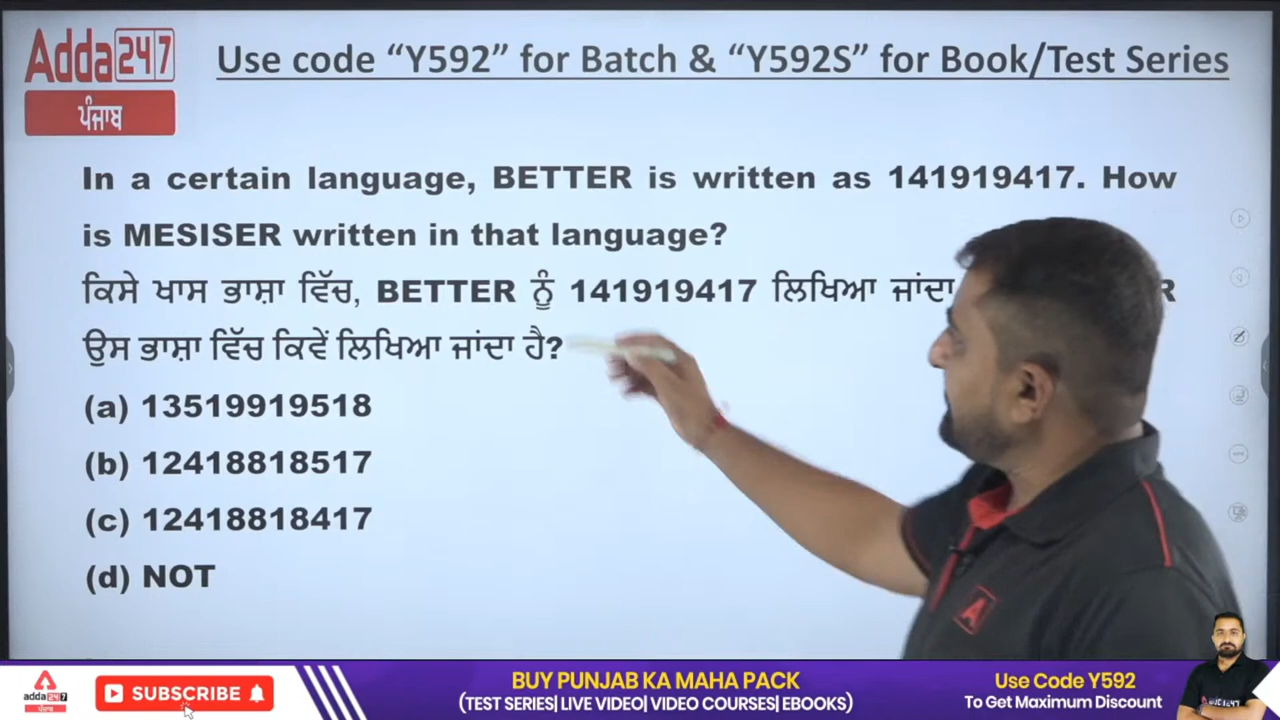 Adda247
ਪੰਜਾਬ
Use code “Y592” for Batch & “Y592S” for Book/Test Series
In a certain language, BETTER is written as 141919417. How
is MESISER written in that language?
ਕਿਸੇ ਖਾਸ ਭਾਸ਼ਾ ਵਿੱਚ, BETTER ਨੂੰ 141919417 ਲਿਖਿਆ ਜਾਂਦਾ R
ਉਸ ਭਾਸ਼ਾ ਵਿੱਚ ਕਿਵੇਂ ਲਿਖਿਆ ਜਾਂਦਾ ਹੈ?
(a) 13519919518
(b) 12418818517
(c) 12418818417
(d) NOT
adda247
ਪੰਜਾਬ
SUBSCRIBE
BUY PUNJAB KA MAHA PACK
(TEST SERIES| LIVE VIDEO| VIDEO COURSES| EBOOKS)
Use Code Y592
To Get Maximum Discount